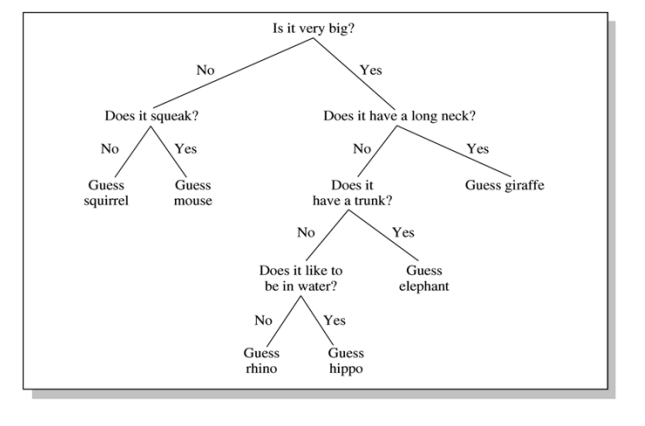 Is it very big?
No
Yes
Does it squeak?
Does it have a long neck?
No
Yes
No
Yes
Guess
squirrel
Guess
mouse
Does it
have a trunk?
Guess giraffe
No
Yes
Does it like to
be in water?
Guess
elephant
No
Yes
Guess
rhino
Guess
hippo